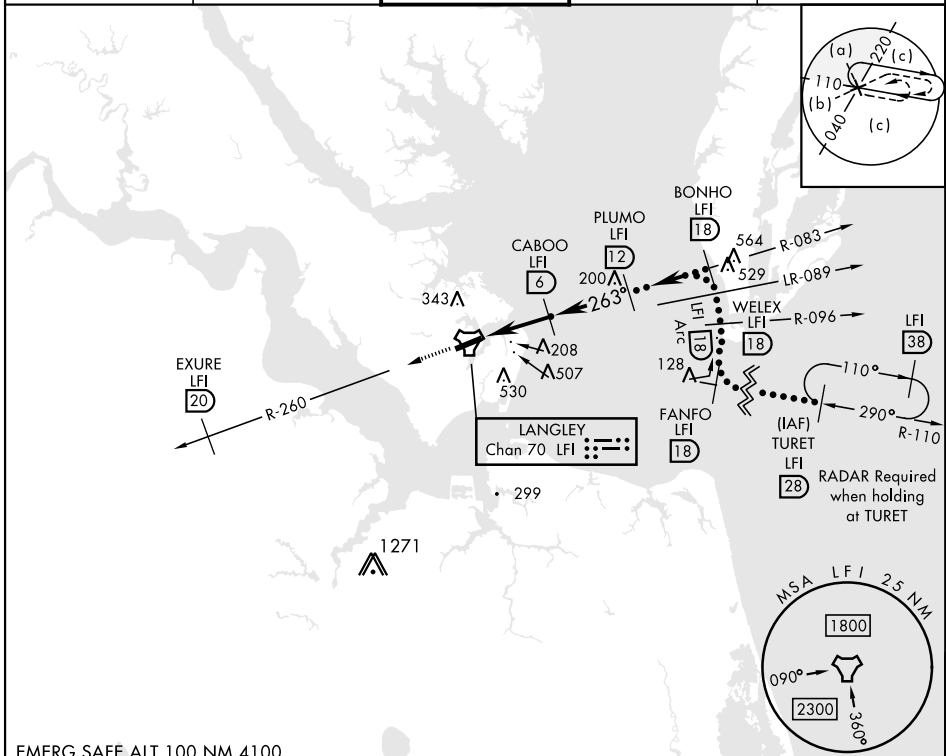 (a)
220
(c)
110
(b)
040
(c)
BONHO
LFI
18
564
R-083
PLUMO
LFI
12
529
CABOO
LFI
6
200
263°
LR-089
343
WELEX
LFI
18
R-096
LFI
38
LFI
18
Arc
208
128
507
530
EXURE
LFI
20
R-260
110°
290°
R-110
FANFO
LFI
18
(IAF)
TURET
LFI
28
LANGLEY
Chan 70 LFI
RADAR Required
when holding
at TURET
299
1271
MSA LFI 25 NM
1800
090°
2300
360°
EMERG SAFE ALT 100 NM 4100